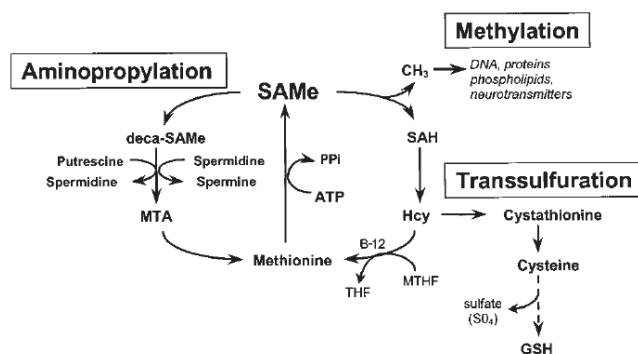 Methylation
Aminopropylation
CH3
DNA, proteins
phospholipids,
neurotransmitters
SAMe
deca-SAMe
SAH
Putrescine
Spermidine
Spermidine
Spermine
PPi
ATP
Transsulfuration
MTA
Hcy
Cystathionine
B-12
Methionine
Cysteine
THF
MTHF
sulfate
(S04)
GSH